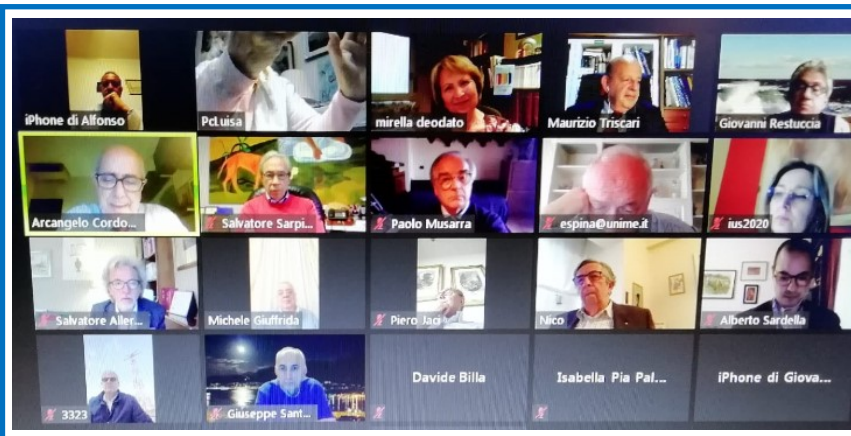 iPhone di Alfonso
PcLuisa
mirella deodato
Maurizio Triscari
Giovanni Restuccia
Arcangelo Cordo...
Salvatore Sarpi...
Paolo Musarra
espina@unime.it
ius2020
Salvatore Aller...
Michele Giuffrida
Piero Jaci
Nico
Alberto Sardella
3323
Giuseppe Sant...
Davide Billa
Isabella Pia Pal...
iPhone di Giova...